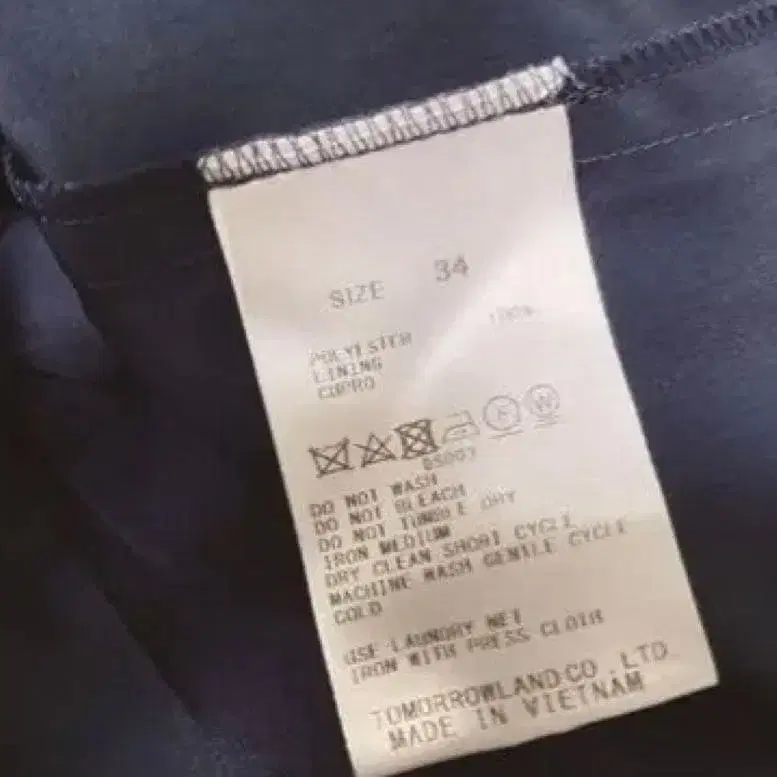 SIZE 34
POLYESTER 100%
LINING
CUPRO
DO NOT WASH
DO NOT BLEACH
DO NOT TUMBLE DRY
IRON MEDIUM
DRY CLEAN SHORT CYCLE
MACHINE WASH GENTLE CYCLE
COLD
USE LAUNDRY NET
IRON WITH PRESS CLOTH
TOMORROWLAND CO., LTD.
MADE IN VIETNAM